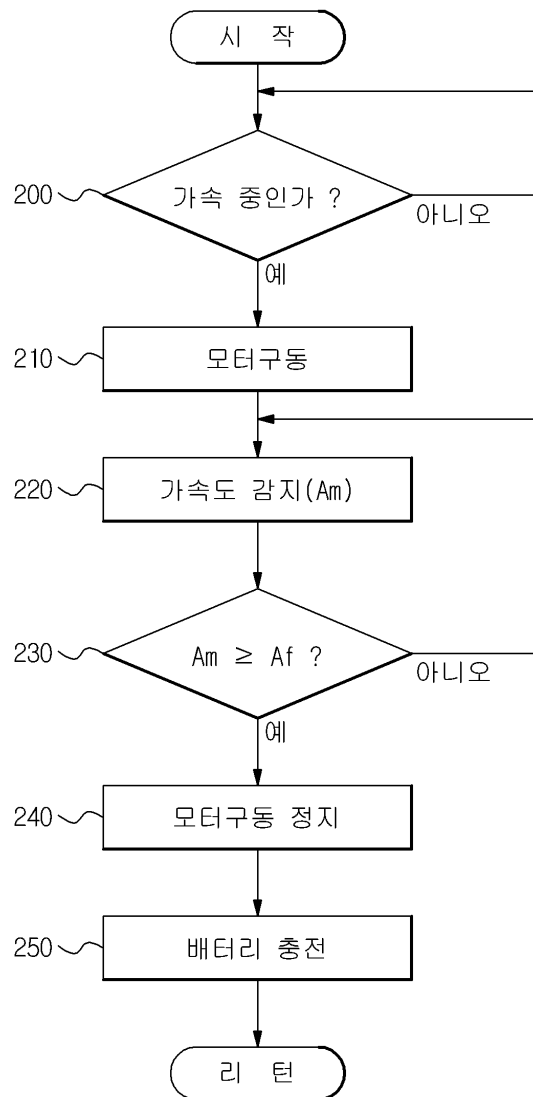 시 작
200
가속 중인가 ?
아니오
예
210
모터구동
220
가속도 감지(Am)
230
Am ≥ Af ?
아니오
예
240
모터구동 정지
250
배터리 충전
리 턴